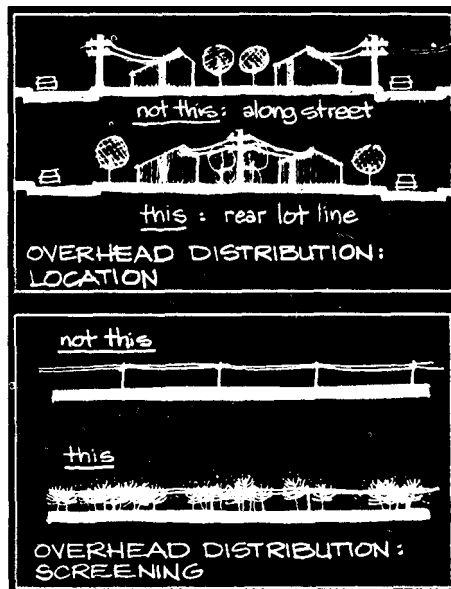 not this: along street
this: rear lot line
OVERHEAD DISTRIBUTION:
LOCATION
not this
this
OVERHEAD DISTRIBUTION:
SCREENING